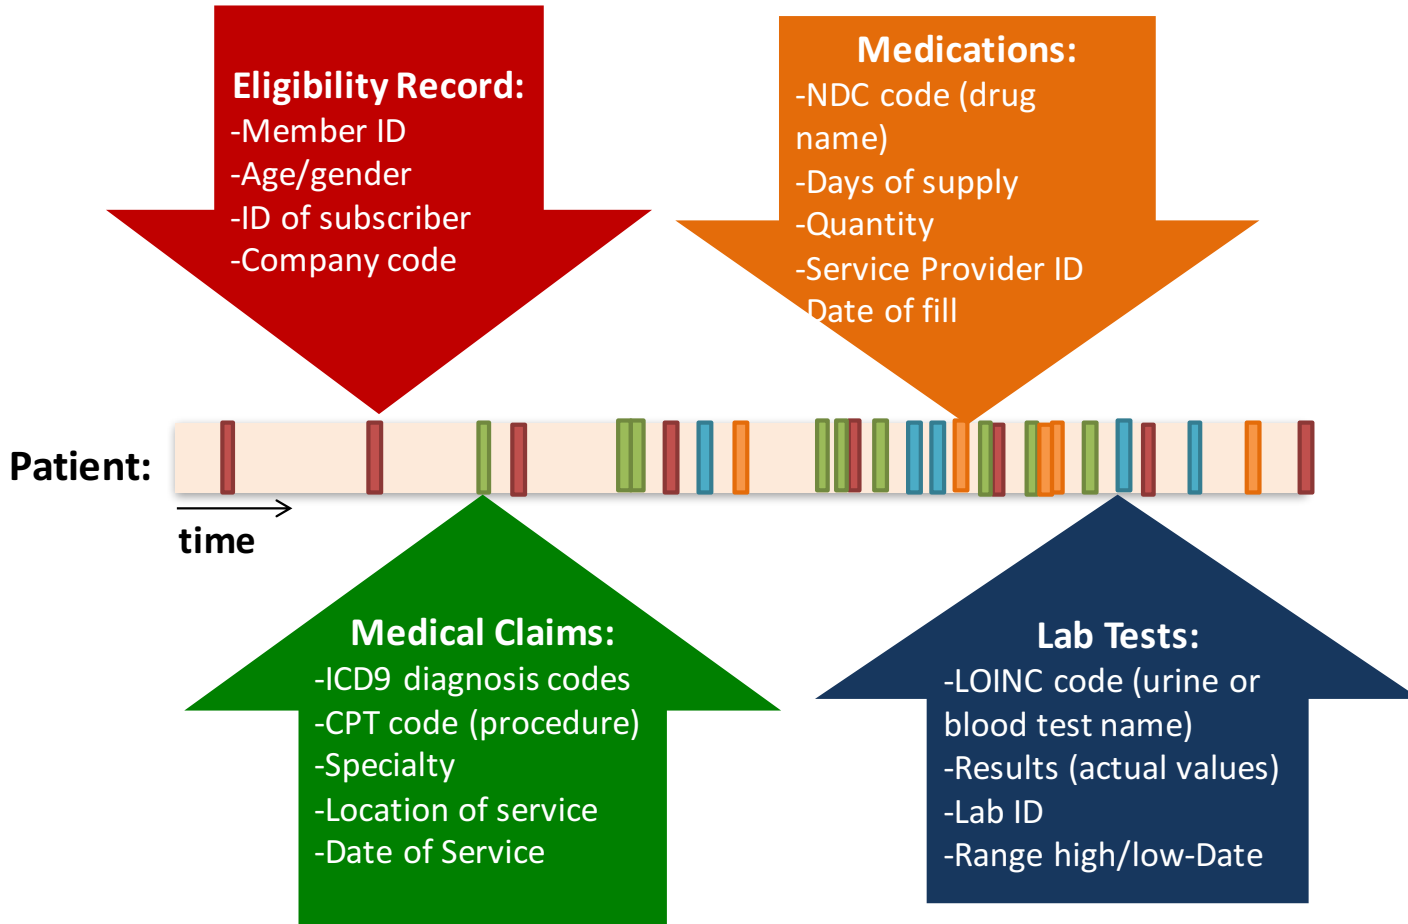 Eligibility Record:
-Member ID
-Age/gender
-ID of subscriber
-Company code
Medications:
-NDC code (drug
name)
-Days of supply
-Quantity
-Service Provider ID
-Date of fill
Patient:
time
Medical Claims:
-ICD9 diagnosis codes
-CPT code (procedure)
-Specialty
-Location of service
-Date of Service
Lab Tests:
-LOINC code (urine or
blood test name)
-Results (actual values)
-Lab ID
-Range high/low-Date